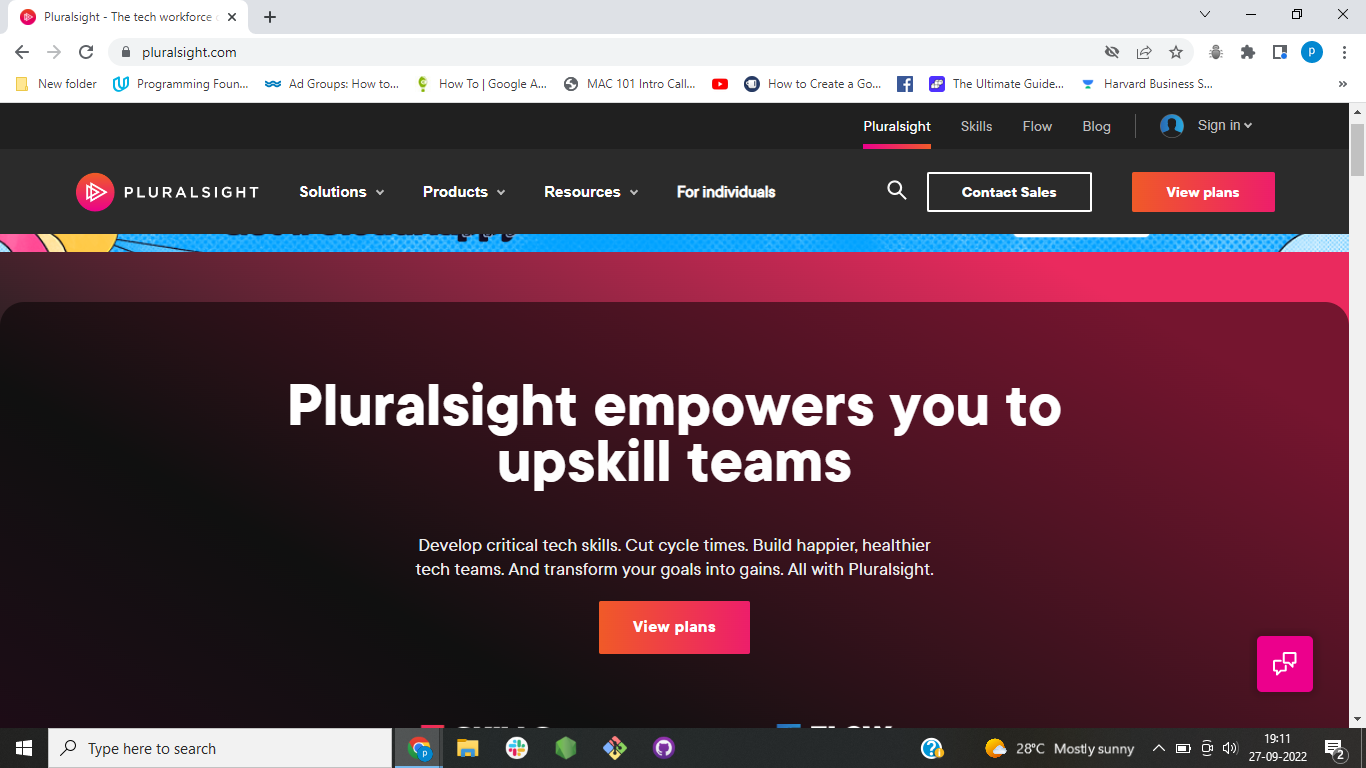 Pluralsight - The tech workforce
pluralsight.com
P
New folder
Programming Foun...
Ad Groups: How to...
How To | Google A...
MAC 101 Intro Call...
How to Create a Go...
The Ultimate Guide...
Harvard Business S...
»
Pluralsight
Skills
Flow
Blog
Sign in
PLURALSIGHT
Solutions
Products
Resources
For individuals
Contact Sales
View plans
Pluralsight empowers you to
upskill teams
Develop critical tech skills. Cut cycle times. Build happier, healthier
tech teams. And transform your goals into gains. All with Pluralsight.
View plans
Type here to search
28°C Mostly sunny
19:11
27-09-2022
2